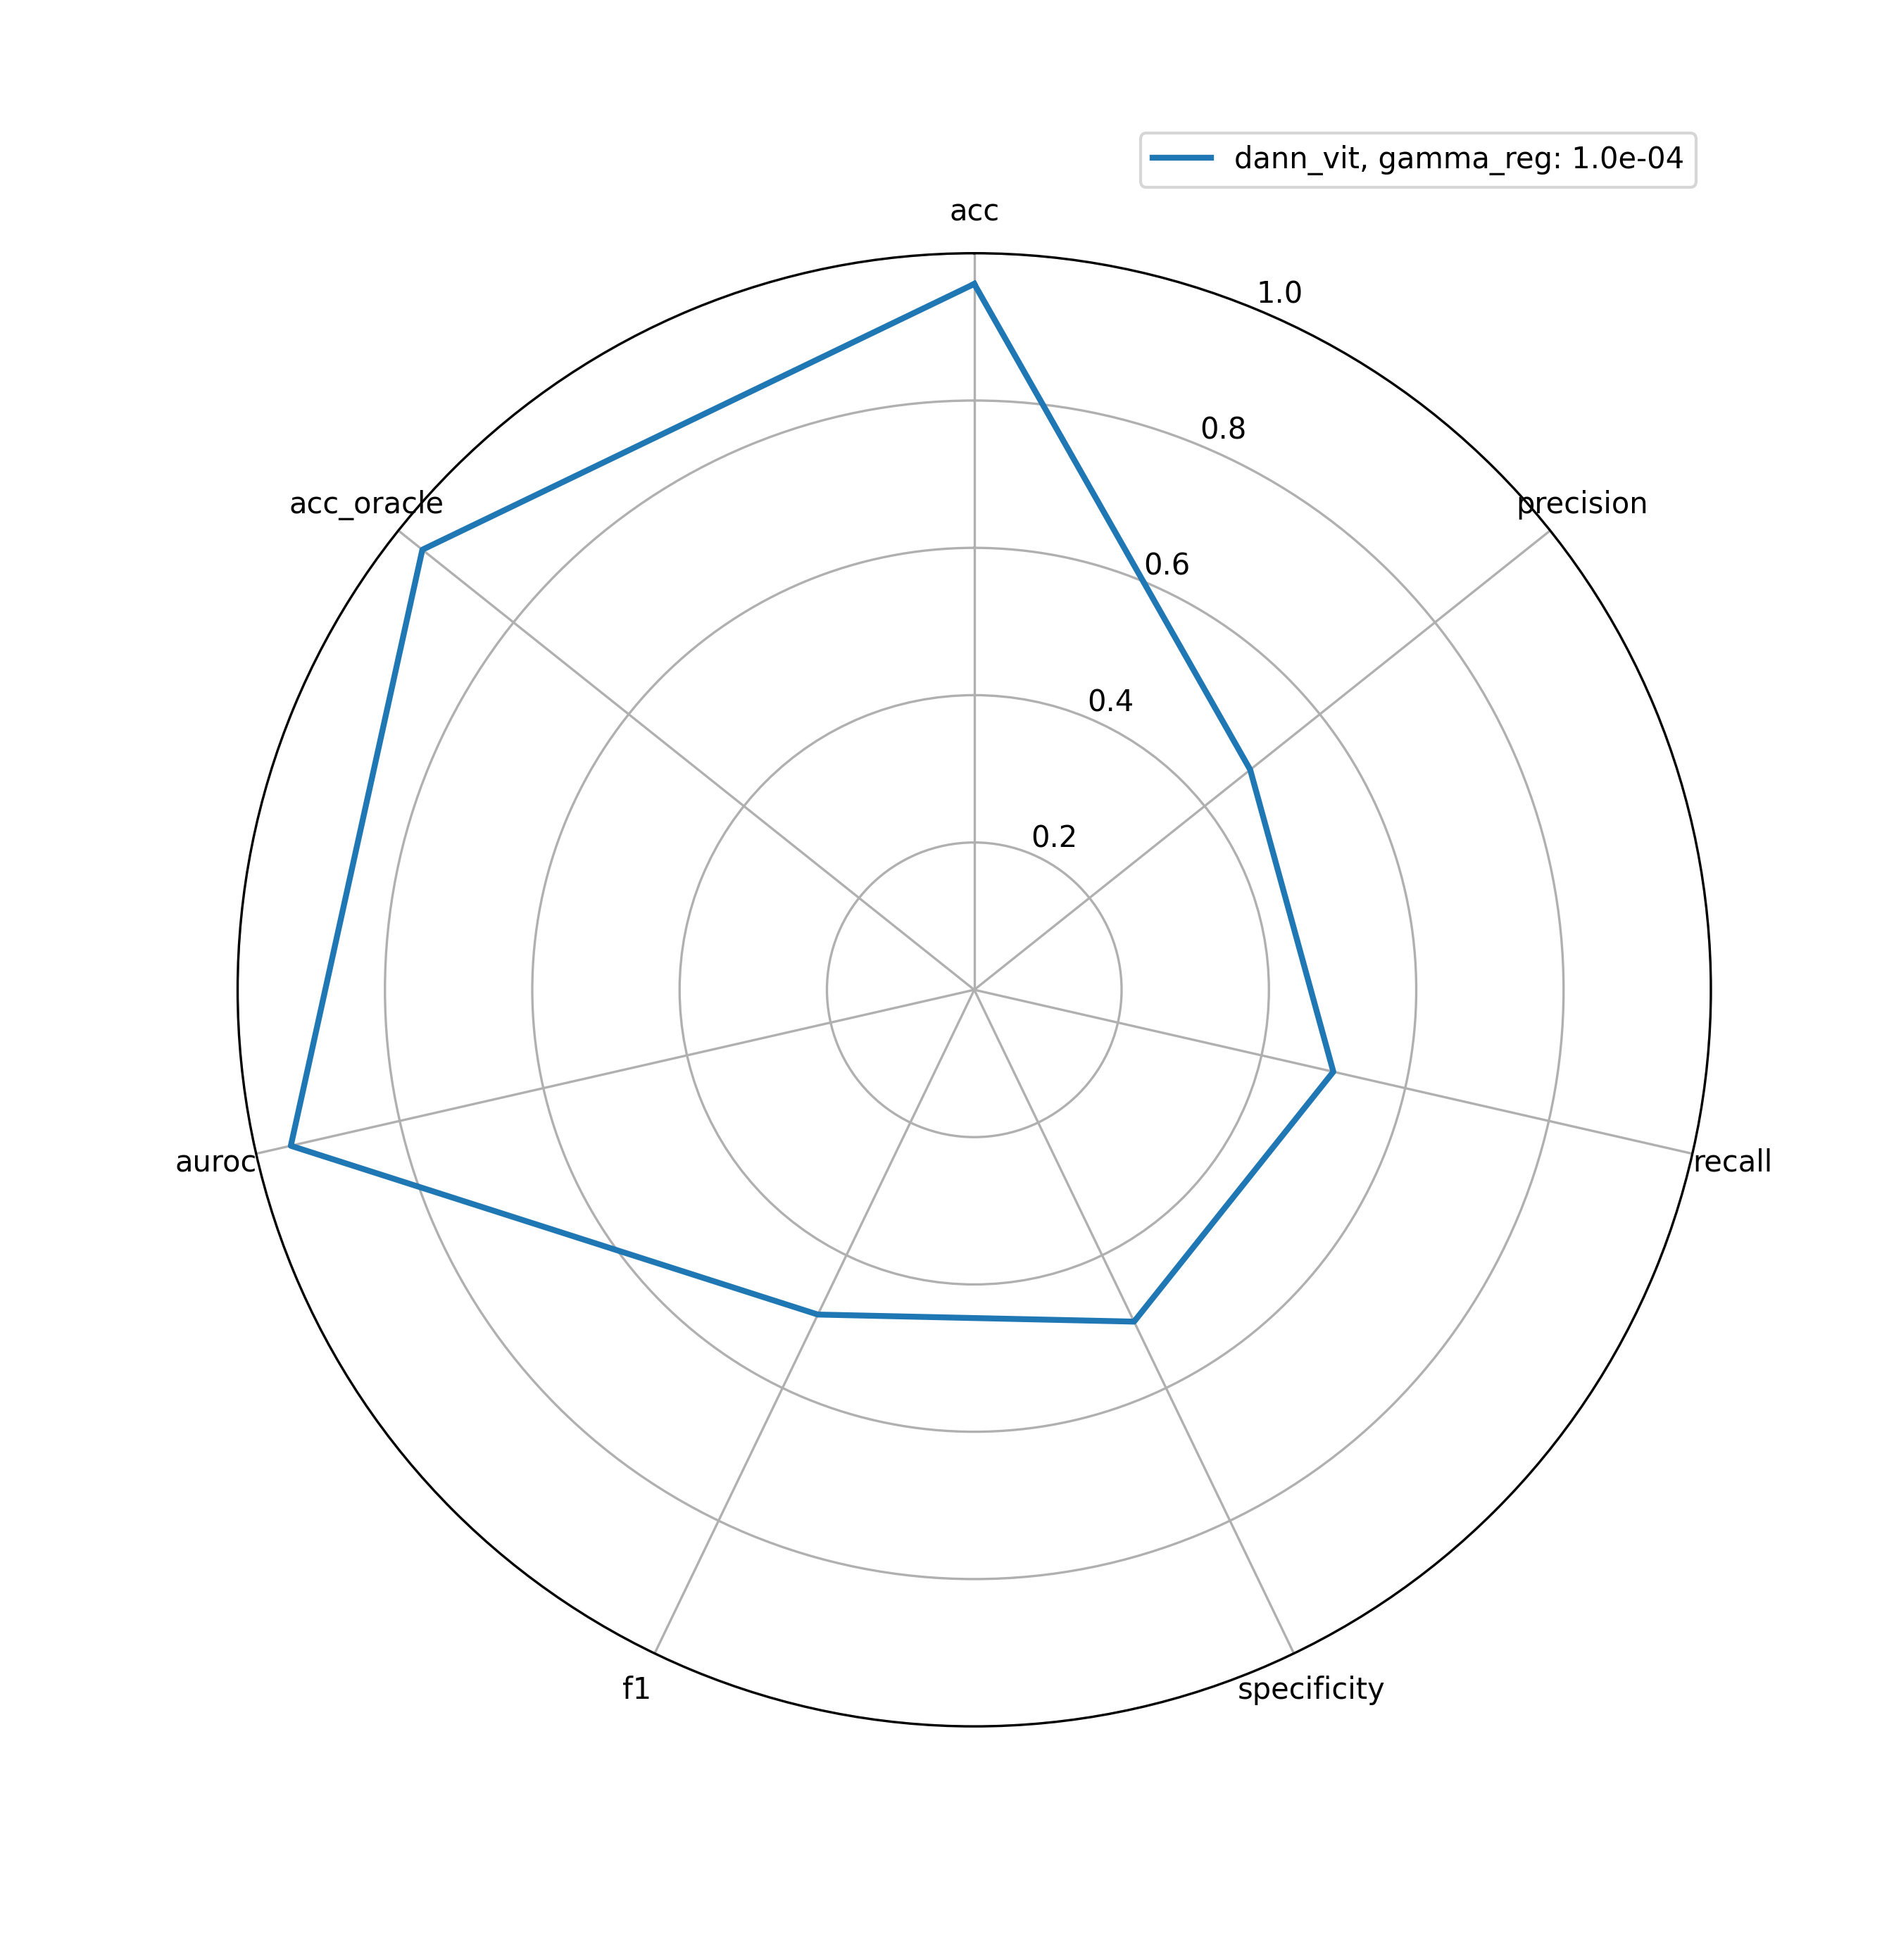 dann_vit, gamma_reg: 1.0e-04
acc
1.0
0.8
acc_oracle
precision
0.6
0.4
0.2
auroc
recall
f1
specificity